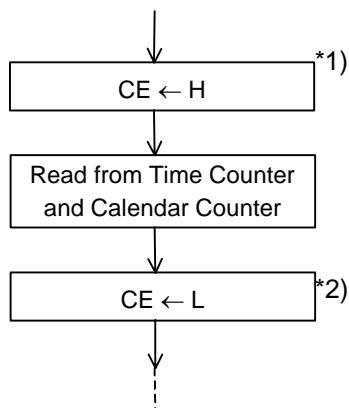 *1)
CE ← H
Read from Time Counter
and Calendar Counter
*2)
CE ← L